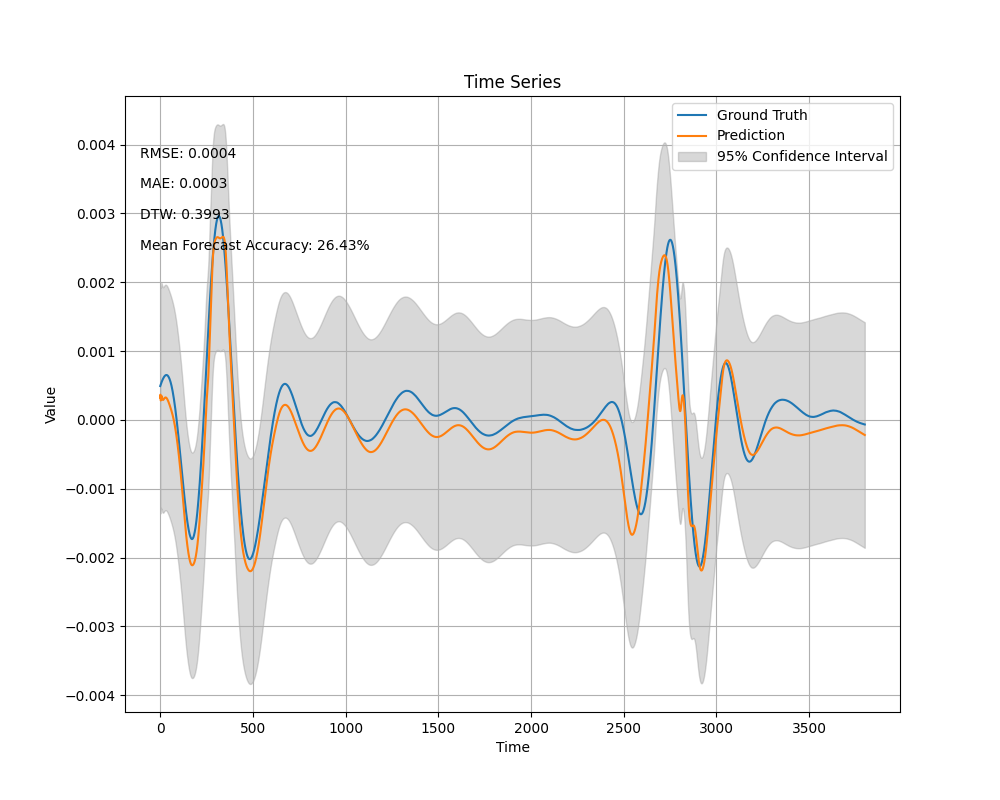 Time Series
Ground Truth
Prediction
95% Confidence Interval
RMSE: 0.0004
MAE: 0.0003
DTW: 0.3993
Mean Forecast Accuracy: 26.43%
Value
0.004
0.003
0.002
0.001
0.000
−0.001
−0.002
−0.003
−0.004
0 500 1000 1500 2000 2500 3000 3500
Time